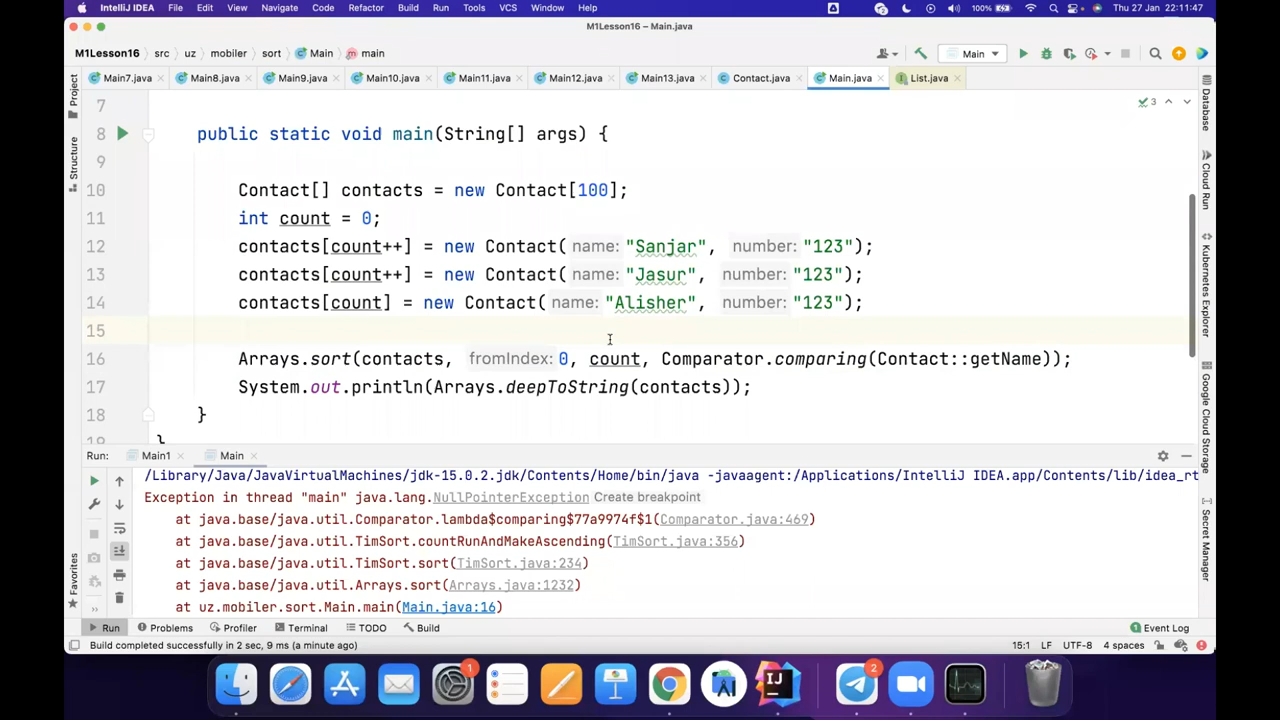 IntelliJ IDEA File Edit View Navigate Code Refactor Build Run Tools VCS Window Help 100% Thu 27 Jan 22:11:47
M1Lesson16 – Main.java
M1Lesson16 src uz mobiler sort Main main Main
Main7.java Main8.java Main9.java Main10.java Main11.java Main12.java Main13.java Contact.java Main.java List.java
Project
Structure
Favorites
Database
Cloud Run
Kubernetes Explorer
Google Cloud Storage
Secret Manager
3
7
8 public static void main(String[] args) {
9
10 Contact[] contacts = new Contact[100];
11 int count = 0;
12 contacts[count++] = new Contact( name: "Sanjar", number: "123");
13 contacts[count++] = new Contact( name: "Jasur", number: "123");
14 contacts[count] = new Contact( name: "Alisher", number: "123");
15
16 Arrays.sort(contacts, fromIndex: 0, count, Comparator.comparing(Contact::getName));
17 System.out.println(Arrays.deepToString(contacts));
18 }
19 }
Run: Main1 Main
/Library/Java/JavaVirtualMachines/jdk-15.0.2.jdk/Contents/Home/bin/java -javaagent:/Applications/IntelliJ IDEA.app/Contents/lib/idea_rt
Exception in thread "main" java.lang.NullPointerException Create breakpoint
at java.base/java.util.Comparator.lambda$comparing$77a9974f$1(Comparator.java:469)
at java.base/java.util.TimSort.countRunAndMakeAscending(TimSort.java:356)
at java.base/java.util.TimSort.sort(TimSort.java:234)
at java.base/java.util.Arrays.sort(Arrays.java:1232)
at uz.mobiler.sort.Main.main(Main.java:16)
Run Problems Profiler Terminal TODO Build 1 Event Log
Build completed successfully in 2 sec, 9 ms (a minute ago) 15:1 LF UTF-8 4 spaces
1 2
IJ